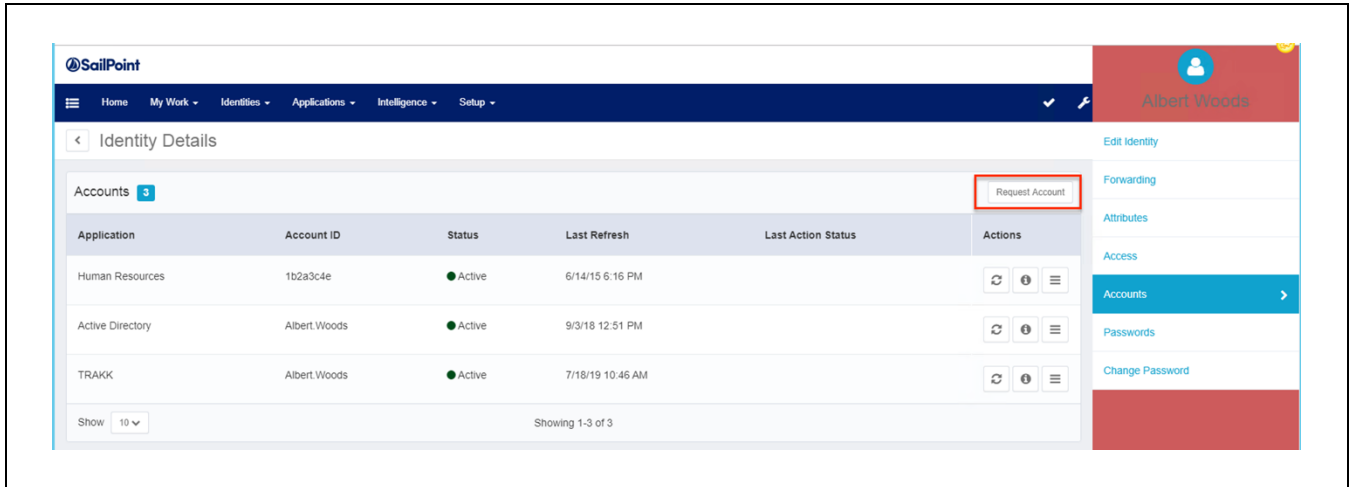 SailPoint
Home My Work Identities Applications Intelligence Setup
Albert Woods
Identity Details
Edit Identity
Forwarding
Attributes
Access
Accounts
Passwords
Change Password
Accounts 3
Request Account
Application Account ID Status Last Refresh Last Action Status Actions
Human Resources 1b2a3c4e Active 6/14/15 6:16 PM
Active Directory Albert.Woods Active 9/3/18 12:51 PM
TRAKK Albert.Woods Active 7/18/19 10:46 AM
Show 10 Showing 1-3 of 3